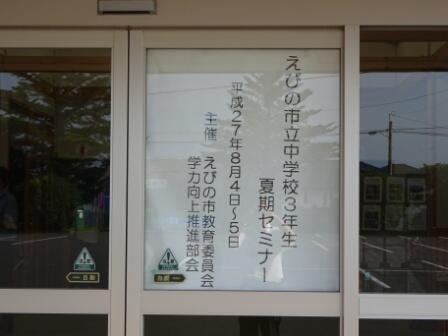 えびの市立中学校3年生
夏期セミナー
平成27年8月4日~5日
主催 えびの市教育委員会
学力向上推進部会
自動